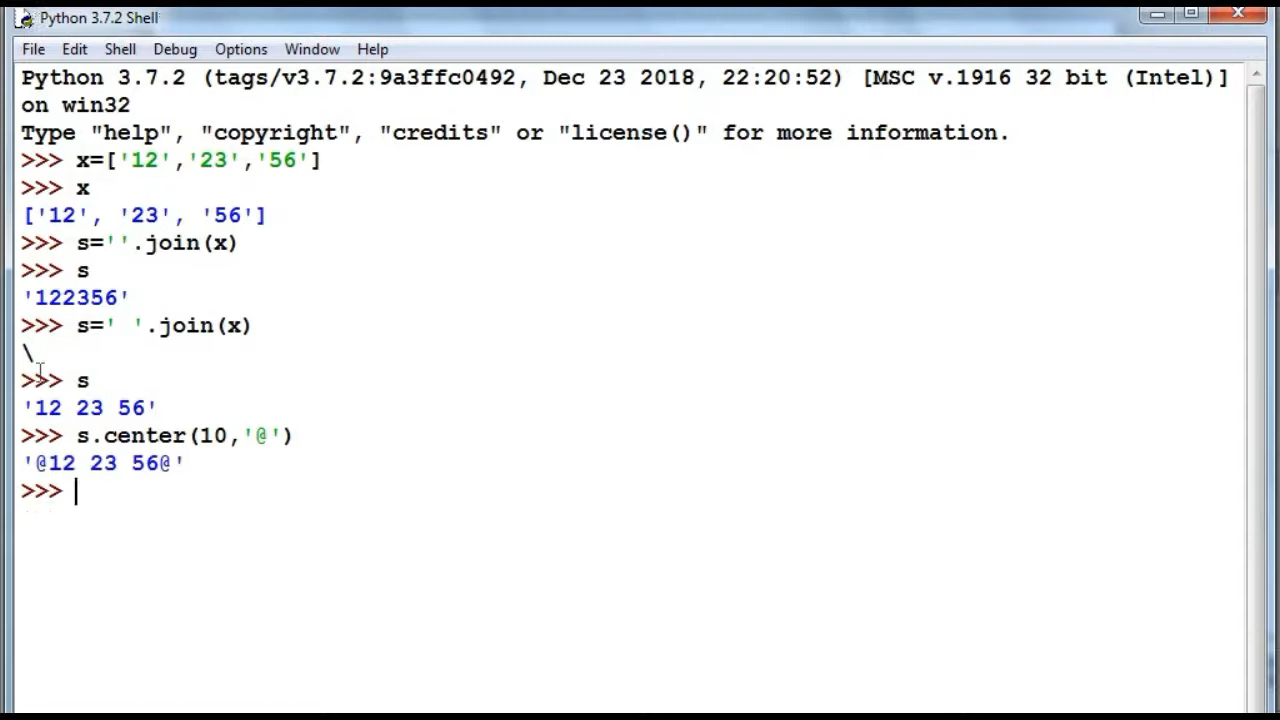 Python 3.7.2 Shell
File Edit Shell Debug Options Window Help
Python 3.7.2 (tags/v3.7.2:9a3ffc0492, Dec 23 2018, 22:20:52) [MSC v.1916 32 bit (Intel)]
on win32
Type "help", "copyright", "credits" or "license()" for more information.
>>> x=['12','23','56']
>>> x
['12', '23', '56']
>>> s=''.join(x)
>>> s
'122356'
>>> s=' '.join(x)
\
>>> s
'12 23 56'
>>> s.center(10,'@')
'@12 23 56@'
>>>